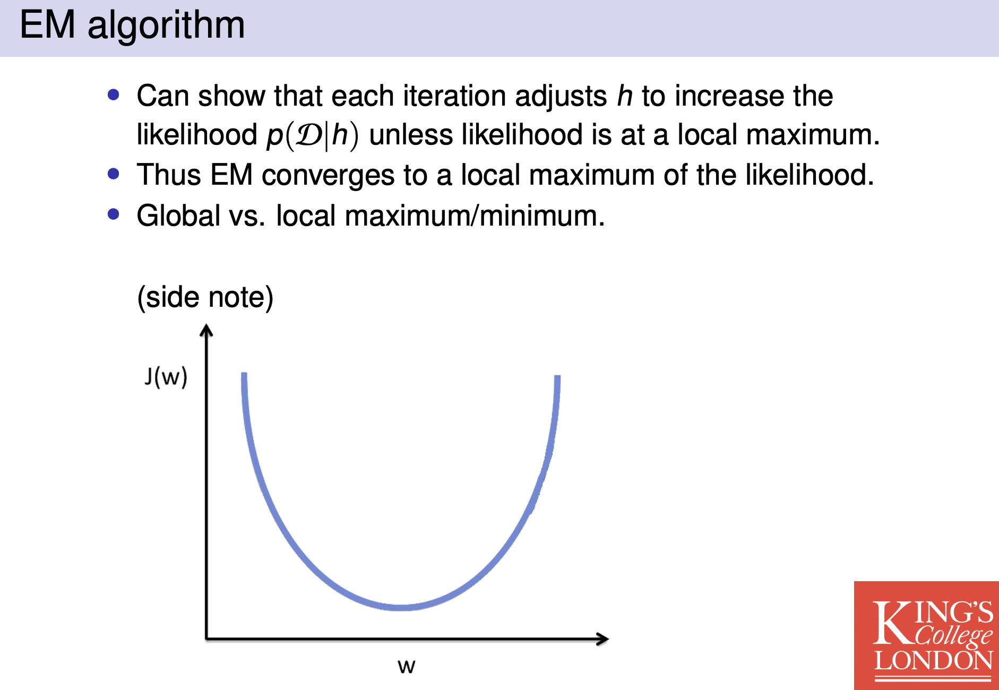 EM algorithm
• Can show that each iteration adjusts h to increase the
likelihood p(𝒟|h) unless likelihood is at a local maximum.
• Thus EM converges to a local maximum of the likelihood.
• Global vs. local maximum/minimum.
(side note)
J(w)
w
KING'S
College
LONDON